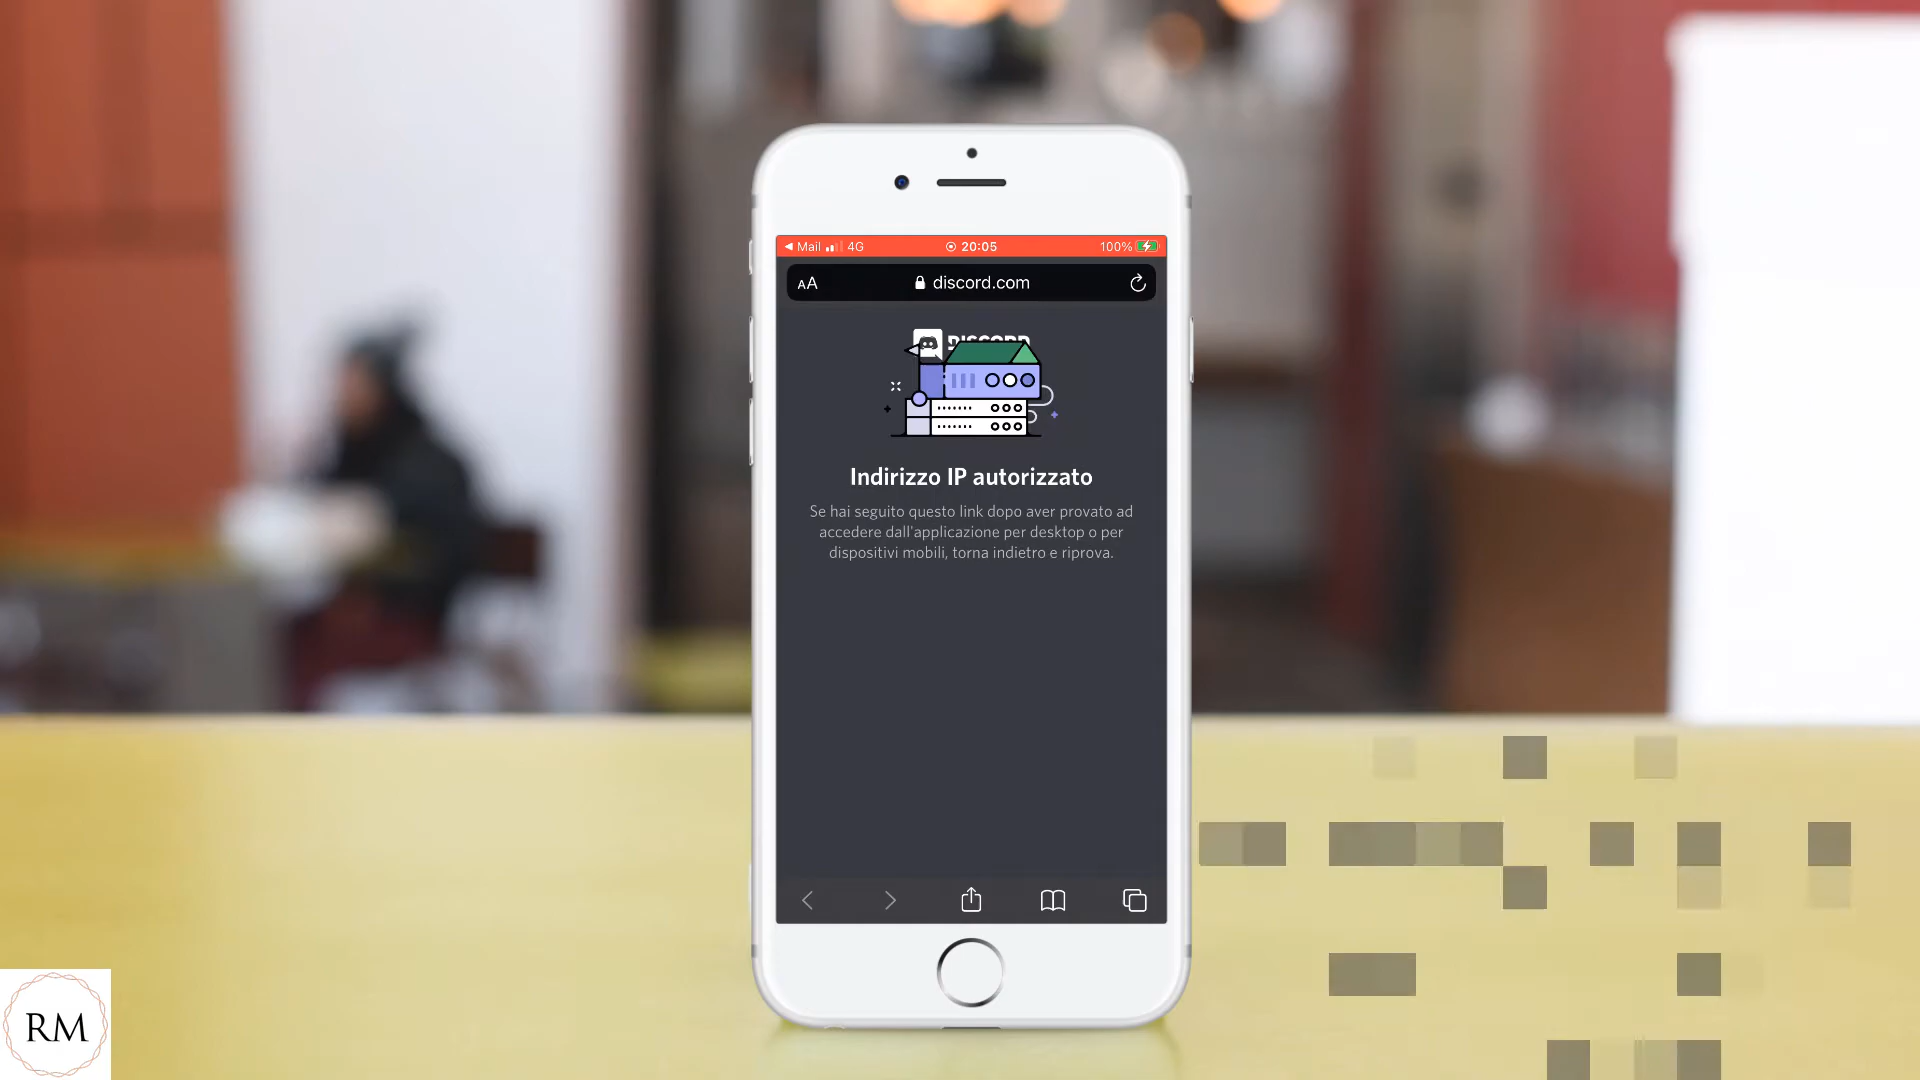 Mail 4G 20:05 100%
AA discord.com
DISCORD
Indirizzo IP autorizzato
Se hai seguito questo link dopo aver provato ad
accedere dall'applicazione per desktop o per
dispositivi mobili, torna indietro e riprova.
RM